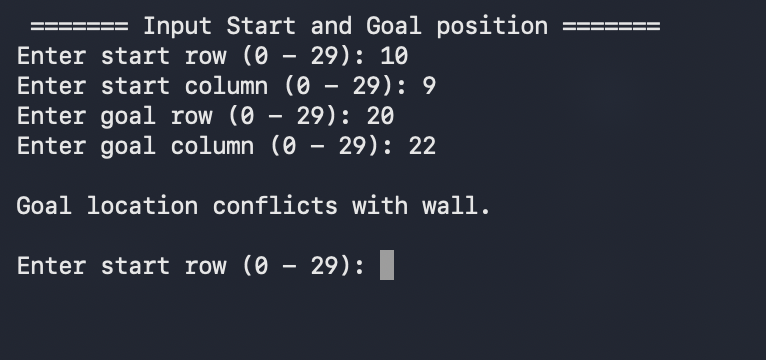 ======= Input Start and Goal position =======
Enter start row (0 – 29): 10
Enter start column (0 – 29): 9
Enter goal row (0 – 29): 20
Enter goal column (0 – 29): 22
Goal location conflicts with wall.
Enter start row (0 – 29):